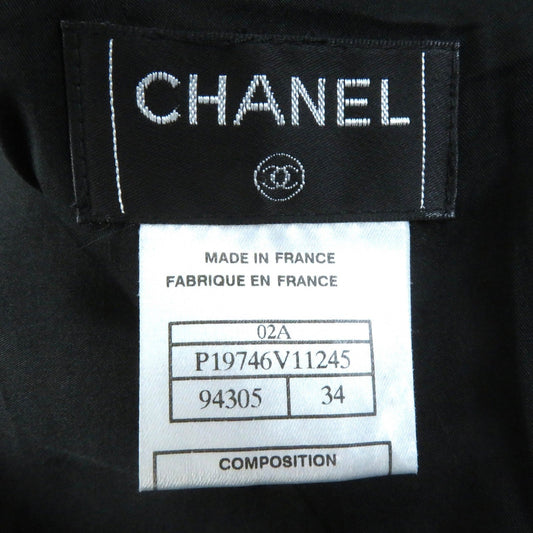 CHANEL
MADE IN FRANCE
FABRIQUE EN FRANCE
02A
P19746V11245
94305 34
COMPOSITION